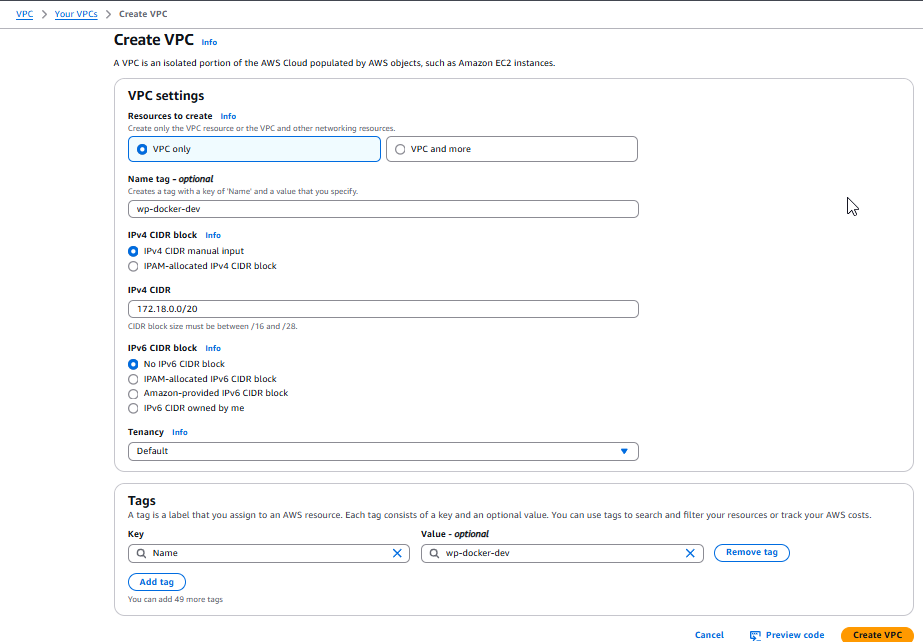 VPC > Your VPCs > Create VPC
Create VPC Info
A VPC is an isolated portion of the AWS Cloud populated by AWS objects, such as Amazon EC2 instances.
VPC settings
Resources to create Info
Create only the VPC resource or the VPC and other networking resources.
VPC only
VPC and more
Name tag - optional
Creates a tag with a key of 'Name' and a value that you specify.
wp-docker-dev
IPv4 CIDR block Info
IPv4 CIDR manual input
IPAM-allocated IPv4 CIDR block
IPv4 CIDR
172.18.0.0/20
CIDR block size must be between /16 and /28.
IPv6 CIDR block Info
No IPv6 CIDR block
IPAM-allocated IPv6 CIDR block
Amazon-provided IPv6 CIDR block
IPv6 CIDR owned by me
Tenancy Info
Default
Tags
A tag is a label that you assign to an AWS resource. Each tag consists of a key and an optional value. You can use tags to search and filter your resources or track your AWS costs.
Key
Value - optional
Name
wp-docker-dev
Remove tag
Add tag
You can add 49 more tags
Cancel
Preview code
Create VPC